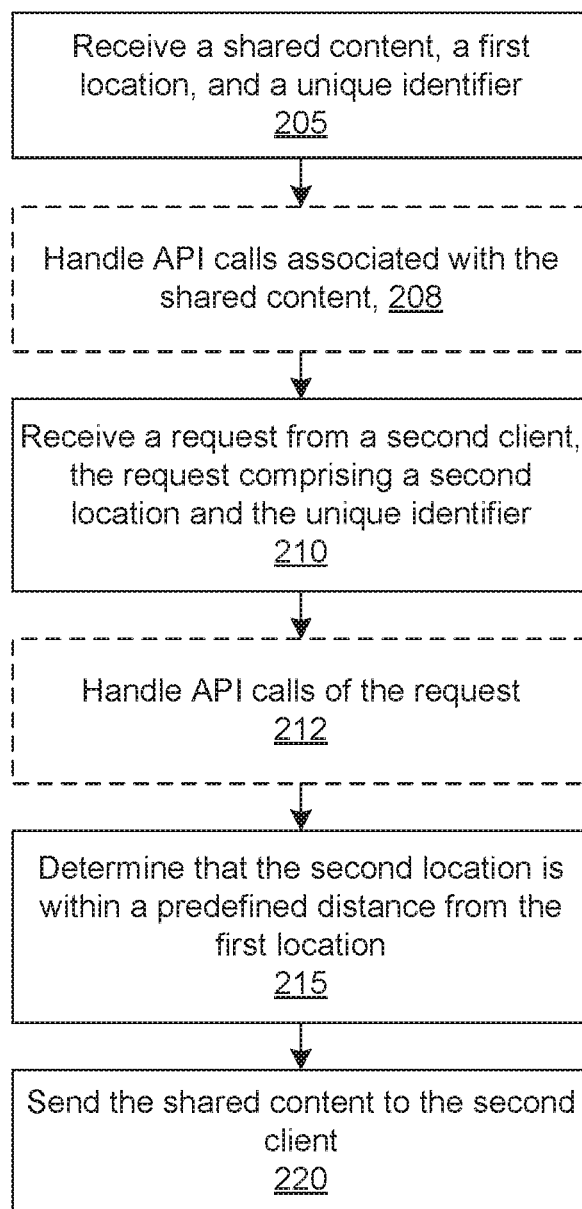 Receive a shared content, a first
location, and a unique identifier
205
Handle API calls associated with the
shared content, 208
Receive a request from a second client,
the request comprising a second
location and the unique identifier
210
Handle API calls of the request
212
Determine that the second location is
within a predefined distance from the
first location
215
Send the shared content to the second
client
220